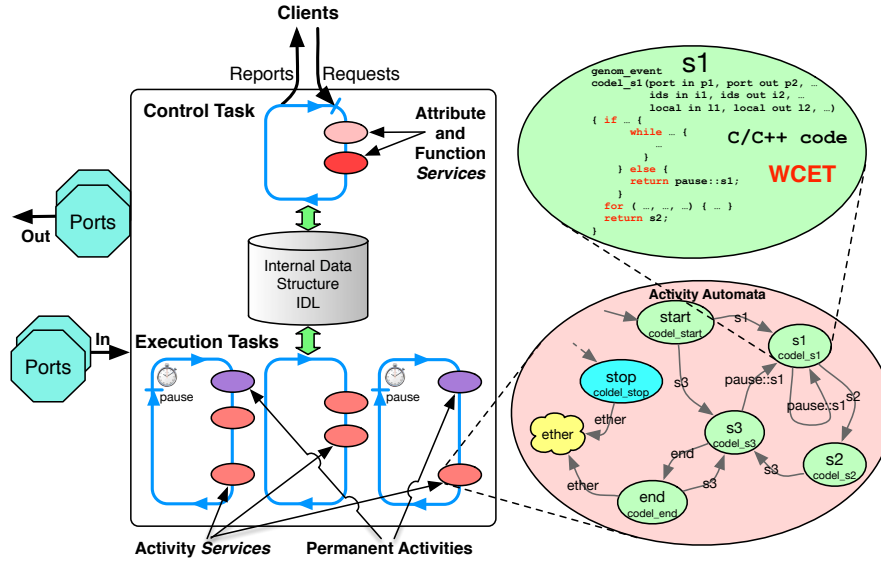 Clients
Reports
Requests
Control Task
Attribute and Function Services
Ports
Out
Internal Data Structure IDL
In
Ports
Execution Tasks
pause
pause
Activity Services
Permanent Activities
s1
genom_event
codel_s1(port in p1, port out p2, …
ids in i1, ids out i2, …
local in l1, local out l2, …)
{ if … {
while … {
…
}
} else {
return pause::s1;
}
for ( …, …, …) { … }
return s2;
}
C/C++ code
WCET
Activity Automata
start
codel_start
s1
s1
codel_s1
stop
coldel_stop
s3
pause::s1
pause::s1
s2
ether
ether
s3
codel_s3
end
s3
s2
codel_s2
ether
s3
end
codel_end